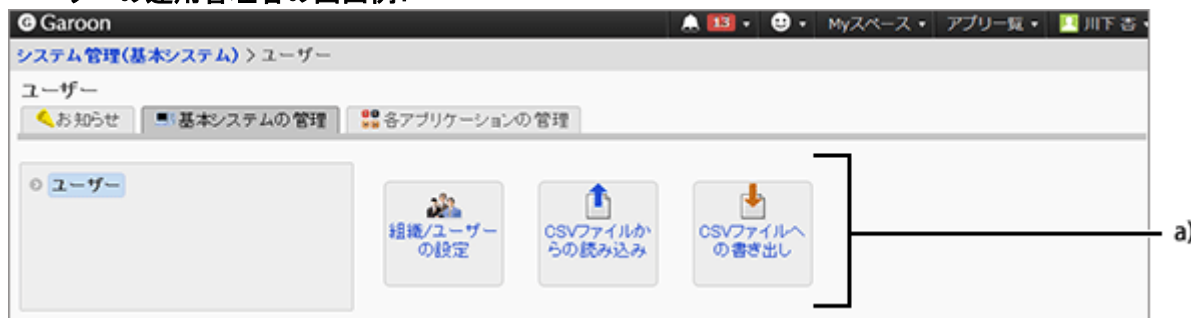 Garoon 13 Myスペース アプリ一覧 川下 杏
システム管理(基本システム) > ユーザー
ユーザー
お知らせ 基本システムの管理 各アプリケーションの管理
ユーザー
組織/ユーザー
の設定
CSVファイルか
らの読み込み
CSVファイルへ
の書き出し
a)